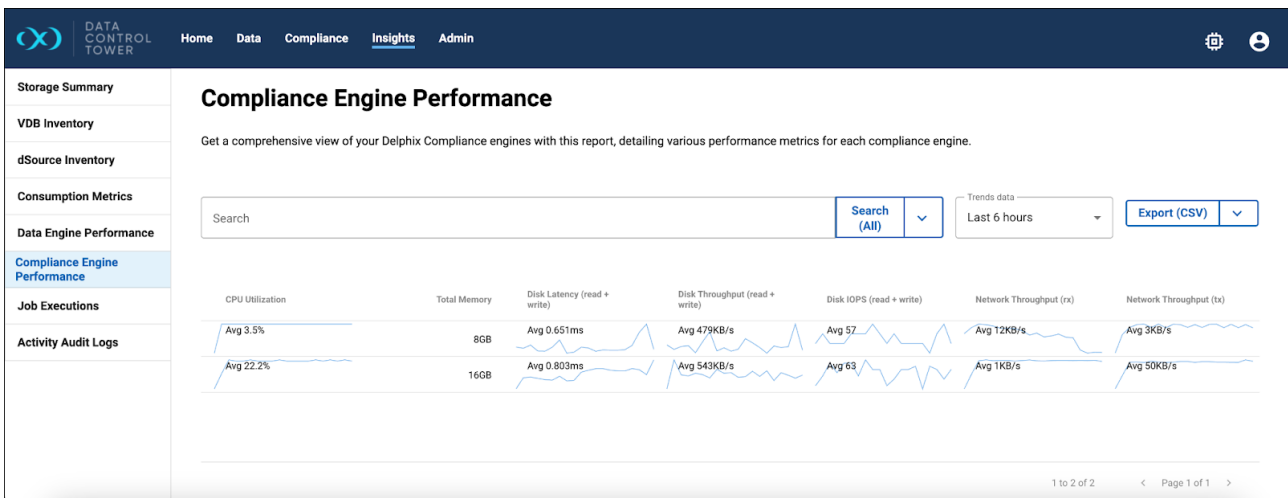 DATA
CONTROL
TOWER
Home Data Compliance Insights Admin
Storage Summary
VDB Inventory
dSource Inventory
Consumption Metrics
Data Engine Performance
Compliance Engine
Performance
Job Executions
Activity Audit Logs
Compliance Engine Performance
Get a comprehensive view of your Delphix Compliance engines with this report, detailing various performance metrics for each compliance engine.
Search
Search
(All)
Trends data
Last 6 hours
Export (CSV)
CPU Utilization
Total Memory
Disk Latency (read +
write)
Disk Throughput (read +
write)
Disk IOPS (read + write)
Network Throughput (rx)
Network Throughput (tx)
Avg 3.5% 8GB Avg 0.651ms Avg 479KB/s Avg 57 Avg 12KB/s Avg 3KB/s
Avg 22.2% 16GB Avg 0.803ms Avg 543KB/s Avg 63 Avg 1KB/s Avg 50KB/s
1 to 2 of 2 Page 1 of 1